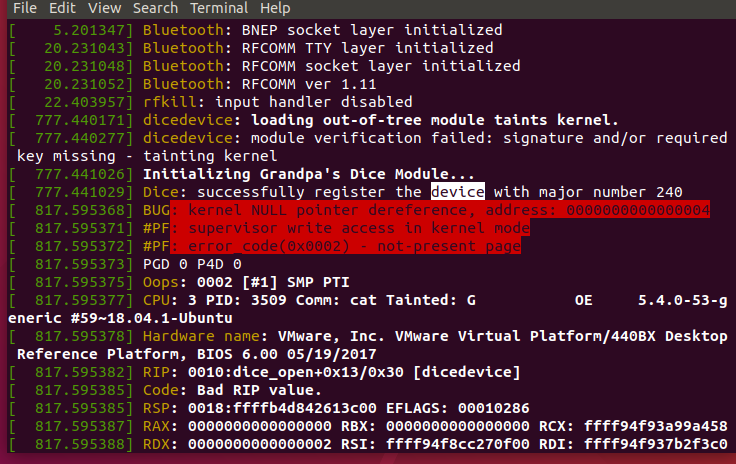 File Edit View Search Terminal Help
[    5.201347] Bluetooth: BNEP socket layer initialized
[   20.231043] Bluetooth: RFCOMM TTY layer initialized
[   20.231048] Bluetooth: RFCOMM socket layer initialized
[   20.231052] Bluetooth: RFCOMM ver 1.11
[   22.403957] rfkill: input handler disabled
[  777.440171] dicedevice: loading out-of-tree module taints kernel.
[  777.440277] dicedevice: module verification failed: signature and/or required
 key missing - tainting kernel
[  777.441026] Initializing Grandpa's Dice Module...
[  777.441029] Dice: successfully register the device with major number 240
[  817.595368] BUG: kernel NULL pointer dereference, address: 0000000000000004
[  817.595371] #PF: supervisor write access in kernel mode
[  817.595372] #PF: error_code(0x0002) - not-present page
[  817.595373] PGD 0 P4D 0
[  817.595375] Oops: 0002 [#1] SMP PTI
[  817.595377] CPU: 3 PID: 3509 Comm: cat Tainted: G           OE     5.4.0-53-g
eneric #59~18.04.1-Ubuntu
[  817.595378] Hardware name: VMware, Inc. VMware Virtual Platform/440BX Desktop
 Reference Platform, BIOS 6.00 05/19/2017
[  817.595382] RIP: 0010:dice_open+0x13/0x30 [dicedevice]
[  817.595385] Code: Bad RIP value.
[  817.595385] RSP: 0018:ffffb4d842613c00 EFLAGS: 00010286
[  817.595387] RAX: 0000000000000000 RBX: 0000000000000000 RCX: ffff94f93a99a458
[  817.595388] RDX: 0000000000000002 RSI: ffff94f8cc270f00 RDI: ffff94f937b2f3c0